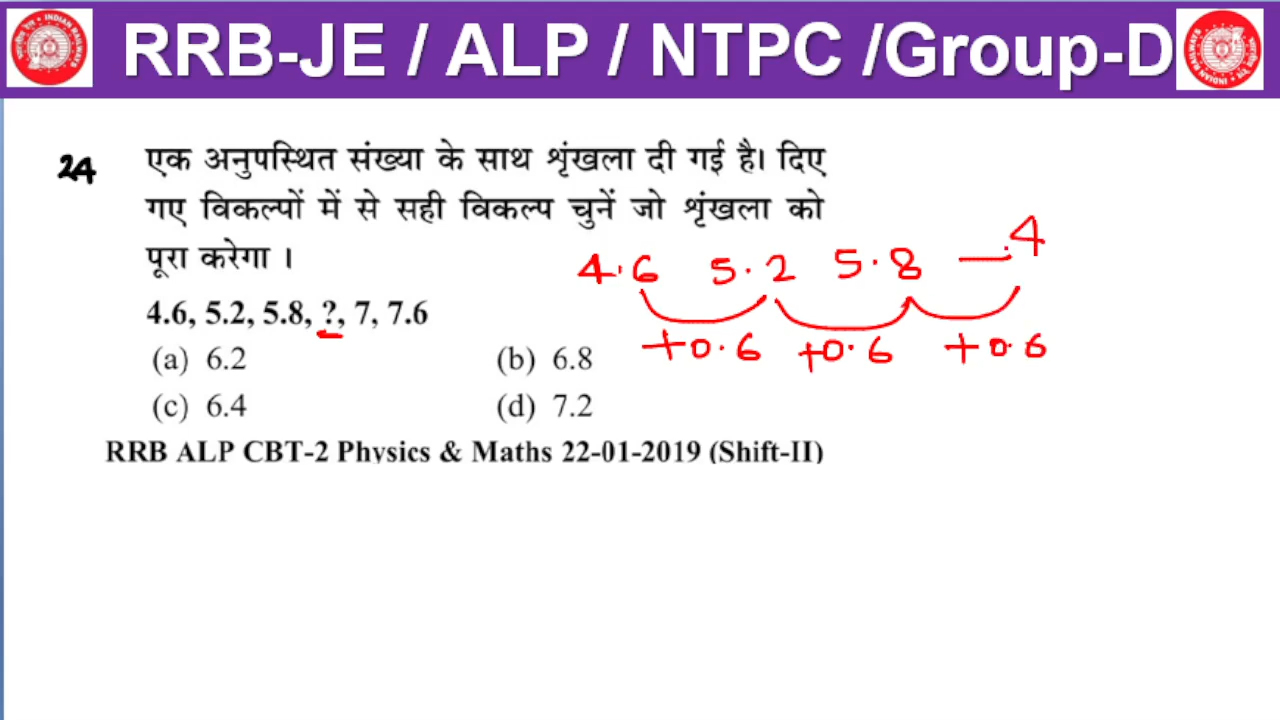 RRB-JE / ALP / NTPC /Group-D
24 एक अनुपस्थित संख्या के साथ शृंखला दी गई है। दिए
गए विकल्पों में से सही विकल्प चुनें जो शृंखला को
पूरा करेगा ।
4.6 5.2 5.8 _.4
4.6, 5.2, 5.8, ?, 7, 7.6
+0.6 +0.6 +0.6
(a) 6.2 (b) 6.8
(c) 6.4 (d) 7.2
RRB ALP CBT-2 Physics & Maths 22-01-2019 (Shift-II)